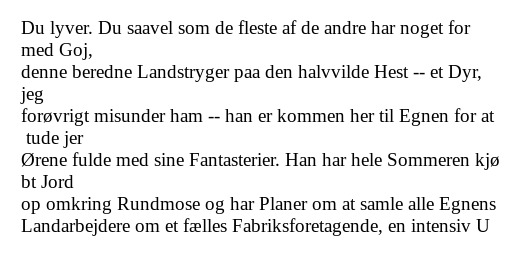 Du lyver. Du saavel som de fleste af de andre har noget for
med Goj,
denne beredne Landstryger paa den halvvilde Hest -- et Dyr,
jeg
forøvrigt misunder ham -- han er kommen her til Egnen for at
tude jer
Ørene fulde med sine Fantasterier. Han har hele Sommeren kjø
bt Jord
op omkring Rundmose og har Planer om at samle alle Egnens
Landarbejdere om et fælles Fabriksforetagende, en intensiv U